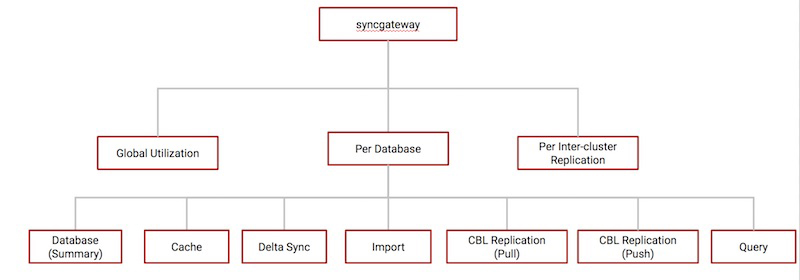 syncgateway
Global Utilization
Per Database
Per Inter-cluster
Replication
Database
(Summary)
Cache
Delta Sync
Import
CBL Replication
(Pull)
CBL Replication
(Push)
Query